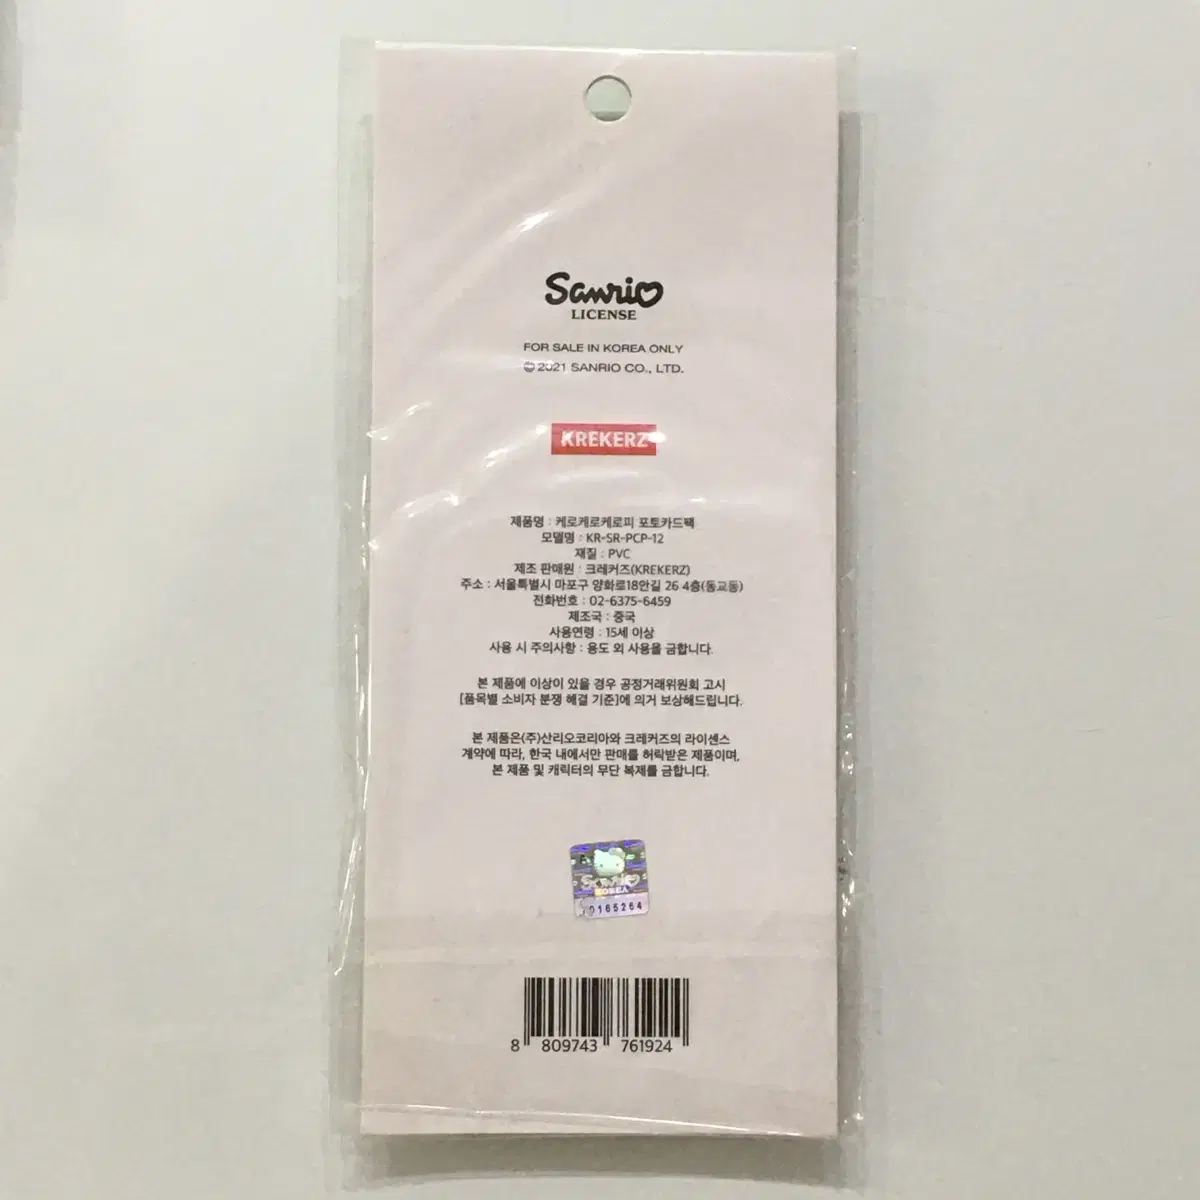 Sanrio
LICENSE
FOR SALE IN KOREA ONLY
© 2021 SANRIO CO., LTD.
KREKERZ
제품명 : 케로케로케로피 포토카드팩
모델명 : KR-SR-PCP-12
재질 : PVC
제조 판매원 : 크레커즈(KREKERZ)
주소 : 서울특별시 마포구 양화로18안길 26 4층(동교동)
전화번호 : 02-6375-6459
제조국 : 중국
사용연령 : 15세 이상
사용 시 주의사항 : 용도 외 사용을 금합니다.
본 제품에 이상이 있을 경우 공정거래위원회 고시
[품목별 소비자 분쟁 해결 기준]에 의거 보상해드립니다.
본 제품은(주)산리오코리아와 크레커즈의 라이센스
계약에 따라, 한국 내에서만 판매를 허락받은 제품이며,
본 제품 및 캐릭터의 무단 복제를 금합니다.
Sanrio
KOREA
8 809743 761924